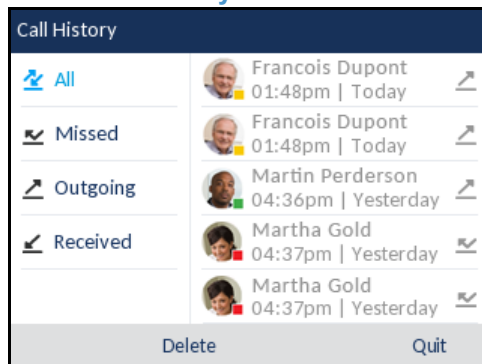 Call History
All
Missed
Outgoing
Received
Francois Dupont
01:48pm | Today
Francois Dupont
01:48pm | Today
Martin Perderson
04:36pm | Yesterday
Martha Gold
04:37pm | Yesterday
Martha Gold
04:37pm | Yesterday
Delete
Quit